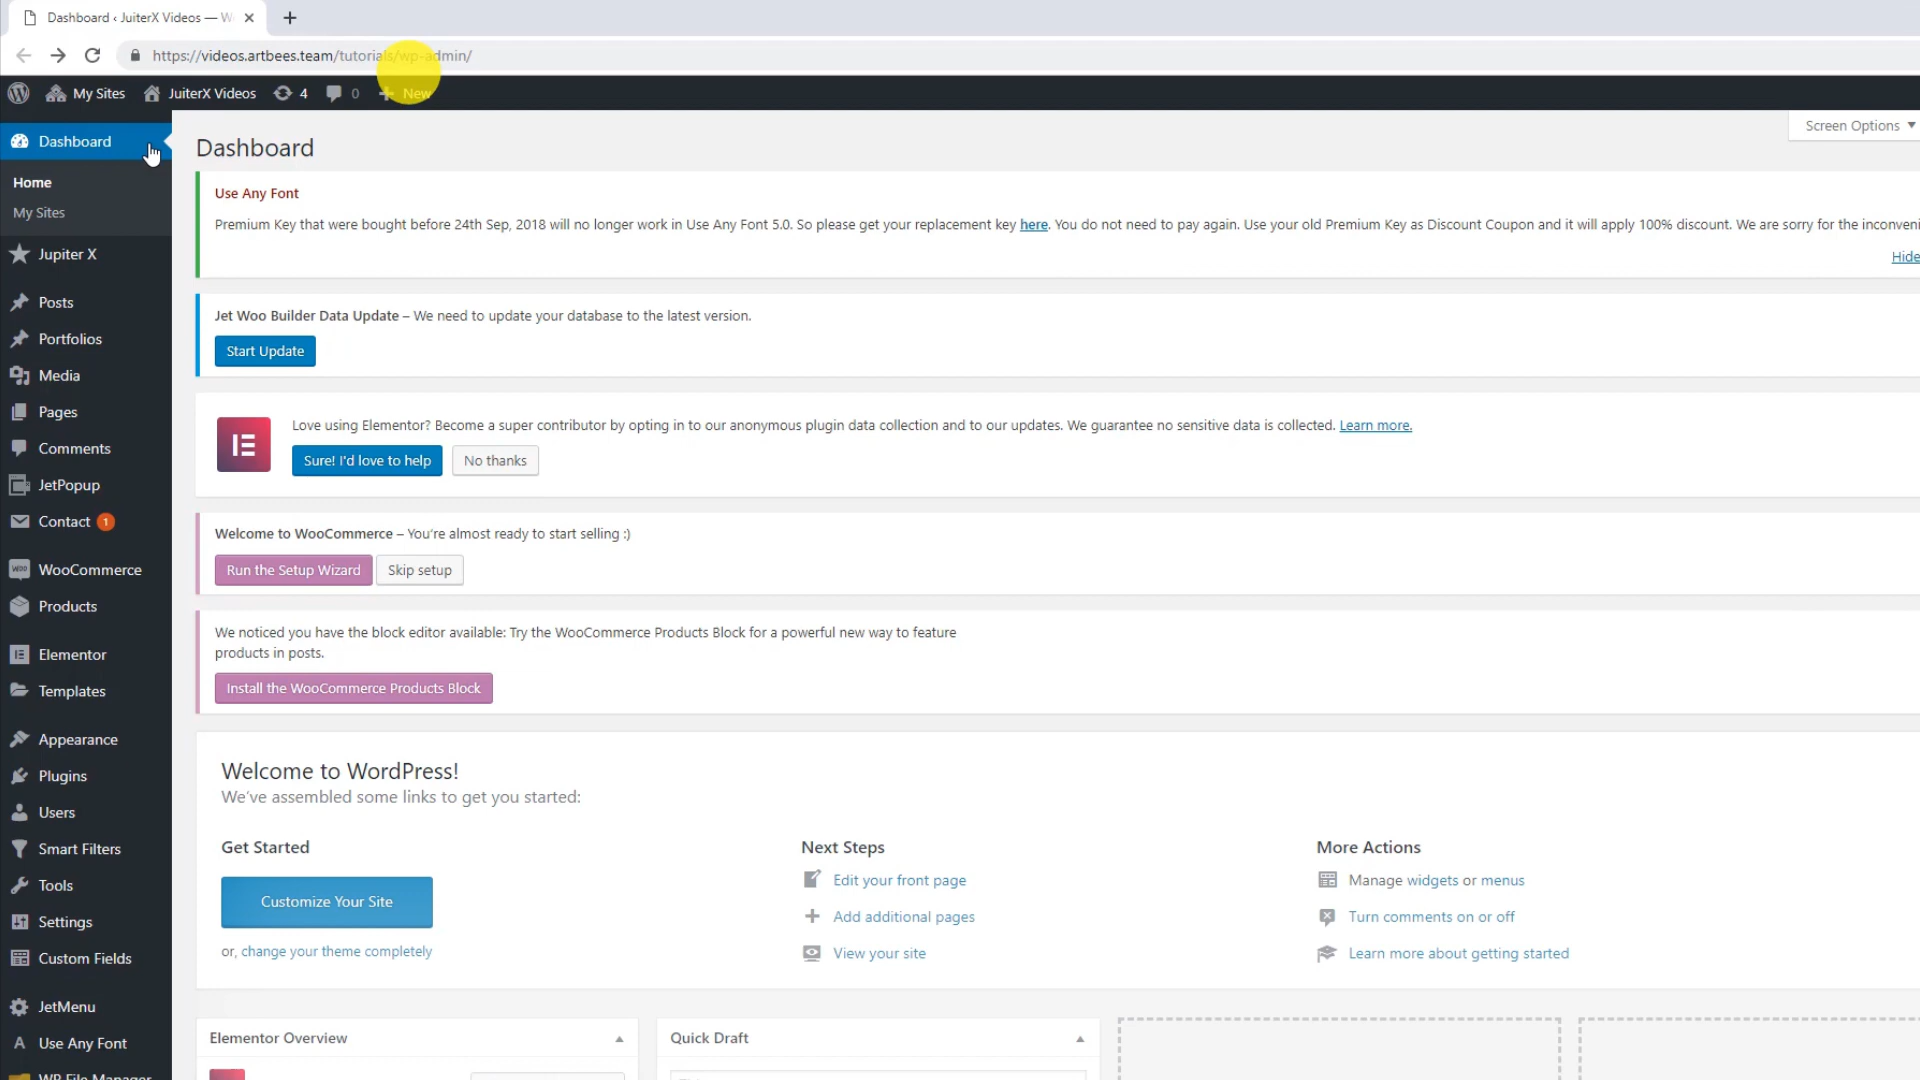 Dashboard ‹ JuiterX Videos — W
https://videos.artbees.team/tutorials/wp-admin/
My Sites JuiterX Videos 4 0 New
Screen Options
Dashboard
Home
My Sites
Jupiter X
Posts
Portfolios
Media
Pages
Comments
JetPopup
Contact 1
WooCommerce
Products
Elementor
Templates
Appearance
Plugins
Users
Smart Filters
Tools
Settings
Custom Fields
JetMenu
Use Any Font
WP File Manager
Dashboard
Use Any Font
Premium Key that were bought before 24th Sep, 2018 will no longer work in Use Any Font 5.0. So please get your replacement key here. You do not need to pay again. Use your old Premium Key as Discount Coupon and it will apply 100% discount. We are sorry for the inconveni
Hide
Jet Woo Builder Data Update – We need to update your database to the latest version.
Start Update
Love using Elementor? Become a super contributor by opting in to our anonymous plugin data collection and to our updates. We guarantee no sensitive data is collected. Learn more.
Sure! I'd love to help No thanks
Welcome to WooCommerce – You're almost ready to start selling :)
Run the Setup Wizard Skip setup
We noticed you have the block editor available: Try the WooCommerce Products Block for a powerful new way to feature
products in posts.
Install the WooCommerce Products Block
Welcome to WordPress!
We've assembled some links to get you started:
Get Started
Customize Your Site
or, change your theme completely
Next Steps
Edit your front page
Add additional pages
View your site
More Actions
Manage widgets or menus
Turn comments on or off
Learn more about getting started
Elementor Overview
Quick Draft